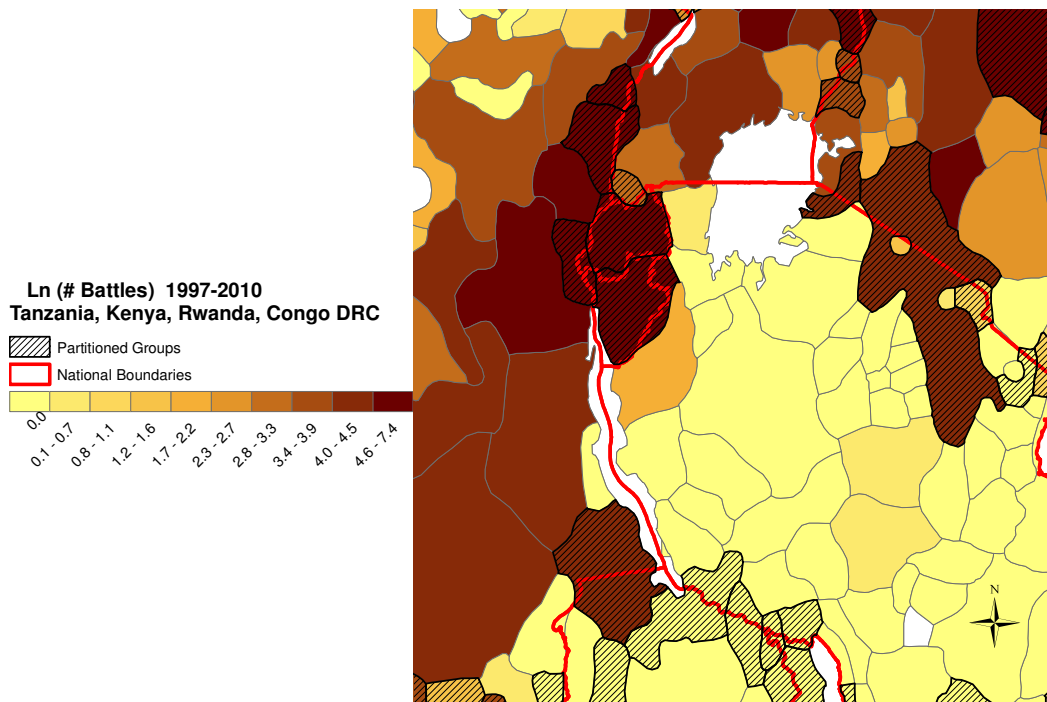 Ln (# Battles)  1997-2010
Tanzania, Kenya, Rwanda, Congo DRC
Partitioned Groups
National Boundaries
0.0
0.1 - 0.7
0.8 - 1.1
1.2 - 1.6
1.7 - 2.2
2.3 - 2.7
2.8 - 3.3
3.4 - 3.9
4.0 - 4.5
4.6 - 7.4
N